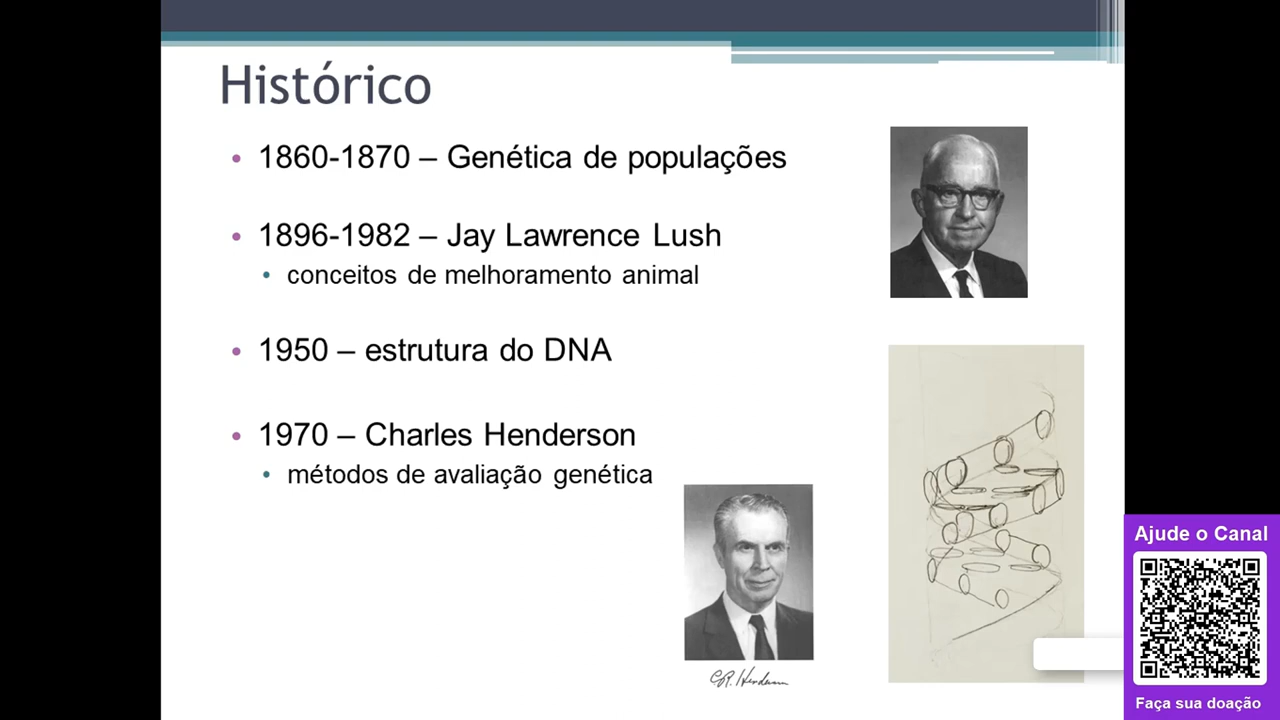 Histórico
• 1860-1870 – Genética de populações
• 1896-1982 – Jay Lawrence Lush
• conceitos de melhoramento animal
• 1950 – estrutura do DNA
• 1970 – Charles Henderson
• métodos de avaliação genética
C.R. Henderson
Ajude o Canal
Faça sua doação